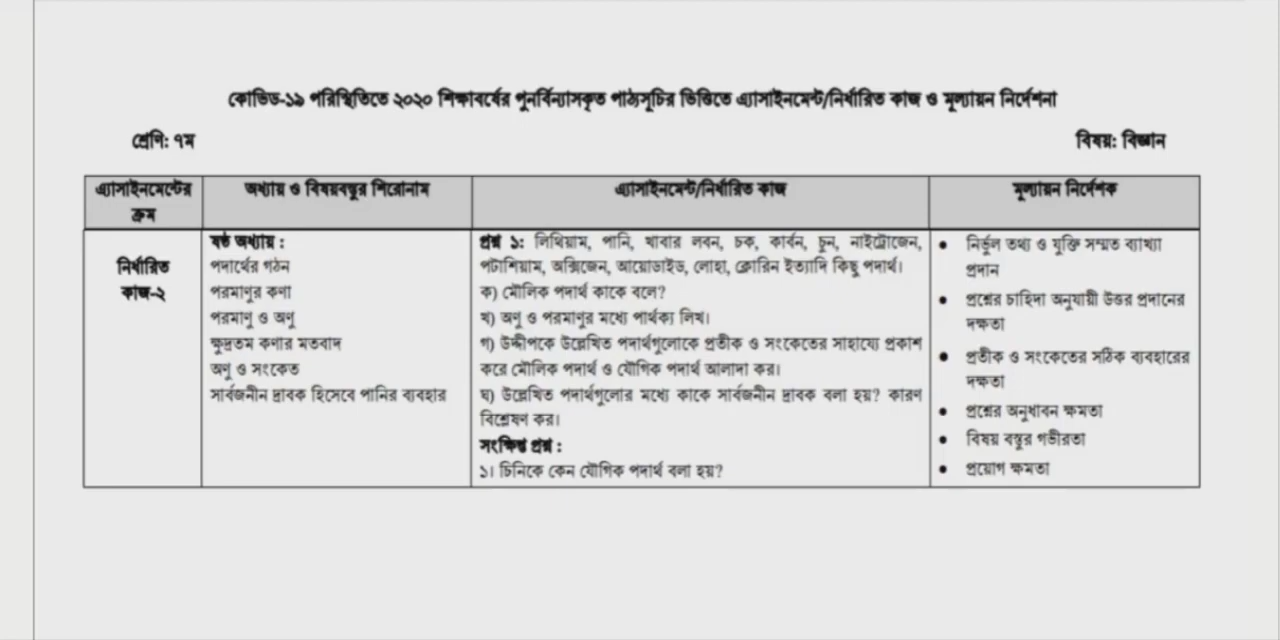 কোভিড-১৯ পরিস্থিতিতে ২০২০ শিক্ষাবর্ষের পুনর্বিন্যাসকৃত পাঠ্যসূচির ভিত্তিতে এ্যাসাইনমেন্ট/নির্ধারিত কাজ ও মূল্যায়ন নির্দেশনা
শ্রেণি: ৭ম
বিষয়: বিজ্ঞান
এ্যাসাইনমেন্টের
ক্রম
অধ্যায় ও বিষয়বস্তুর শিরোনাম
এ্যাসাইনমেন্ট/নির্ধারিত কাজ
মূল্যায়ন নির্দেশক
নির্ধারিত
কাজ-২
ষষ্ঠ অধ্যায় :
পদার্থের গঠন
পরমাণুর কণা
পরমাণু ও অণু
ক্ষুদ্রতম কণার মতবাদ
অণু ও সংকেত
সার্বজনীন দ্রাবক হিসেবে পানির ব্যবহার
প্রশ্ন ১: লিথিয়াম, পানি, খাবার লবন, চক, কার্বন, চুন, নাইট্রোজেন,
পটাশিয়াম, অক্সিজেন, আয়োডাইড, লোহা, ক্লোরিন ইত্যাদি কিছু পদার্থ।
ক) মৌলিক পদার্থ কাকে বলে?
খ) অণু ও পরমাণুর মধ্যে পার্থক্য লিখ।
গ) উদ্দীপকে উল্লেখিত পদার্থগুলোকে প্রতীক ও সংকেতের সাহায্যে প্রকাশ
করে মৌলিক পদার্থ ও যৌগিক পদার্থ আলাদা কর।
ঘ) উল্লেখিত পদার্থগুলোর মধ্যে কাকে সার্বজনীন দ্রাবক বলা হয়? কারণ
বিশ্লেষণ কর।
সংক্ষিপ্ত প্রশ্ন :
১। চিনিকে কেন যৌগিক পদার্থ বলা হয়?
• নির্ভুল তথ্য ও যুক্তি সম্মত ব্যাখ্যা
প্রদান
• প্রশ্নের চাহিদা অনুযায়ী উত্তর প্রদানের
দক্ষতা
• প্রতীক ও সংকেতের সঠিক ব্যবহারের
দক্ষতা
• প্রশ্নের অনুধাবন ক্ষমতা
• বিষয় বস্তুর গভীরতা
• প্রয়োগ ক্ষমতা